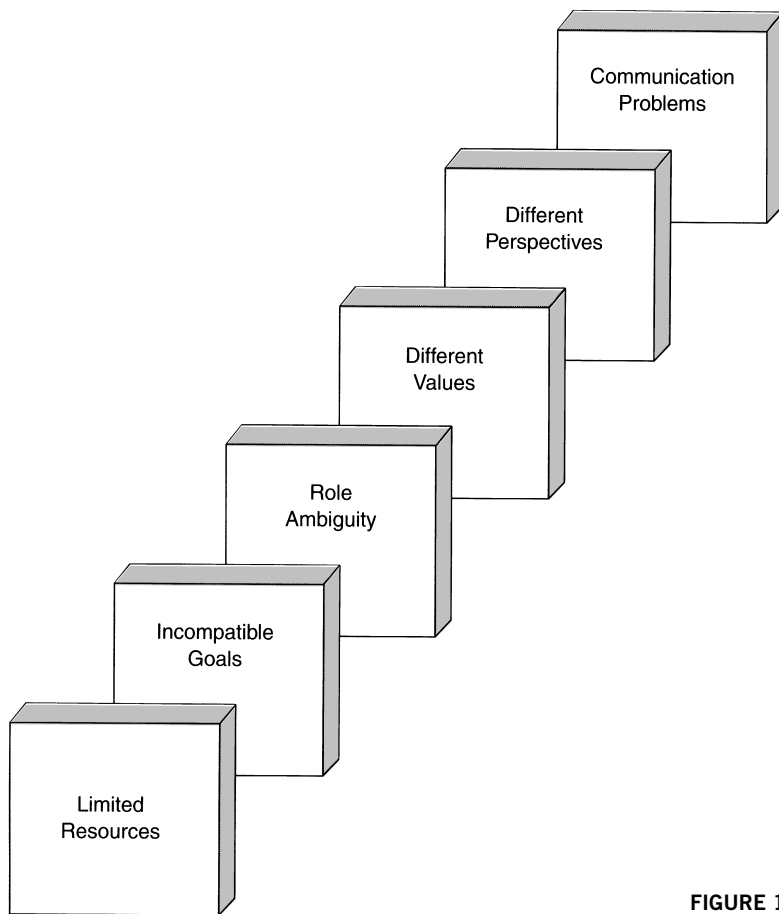 Communication
Problems
Different
Perspectives
Different
Values
Role
Ambiguity
Incompatible
Goals
Limited
Resources
FIGURE 1